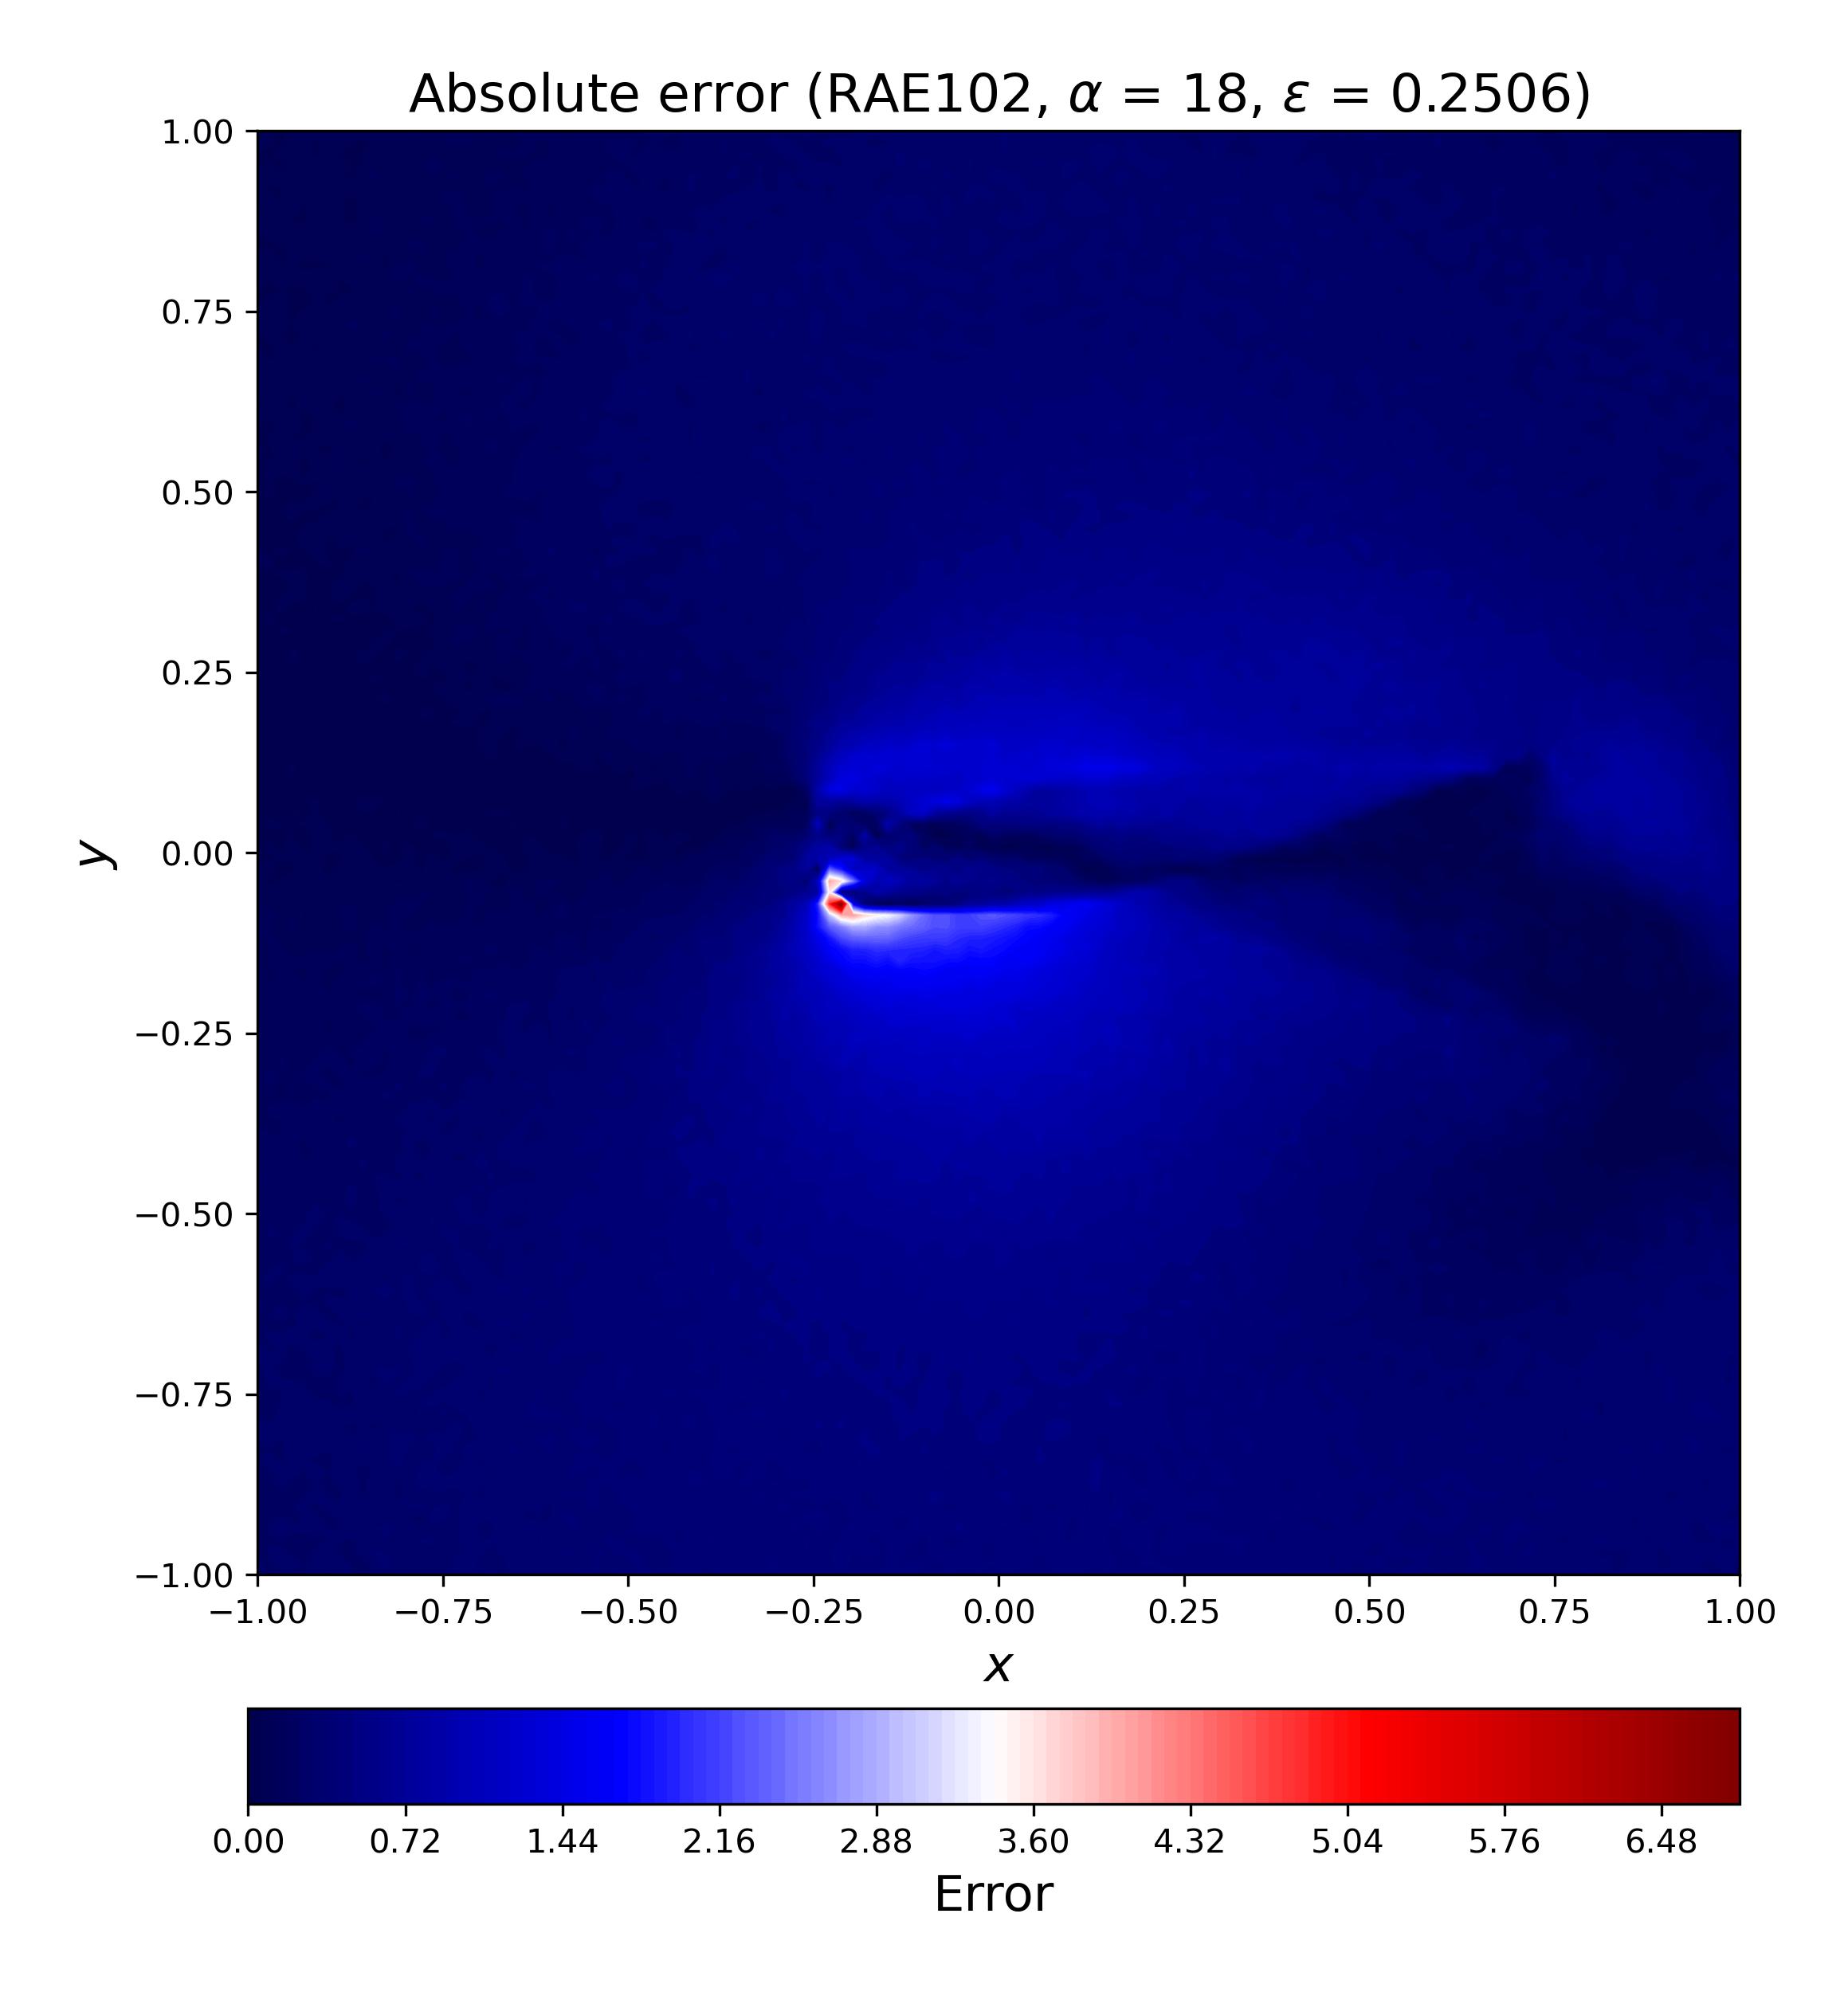 Absolute error (RAE102, α = 18, ε = 0.2506)
1.00
0.75
0.50
0.25
0.00
−0.25
−0.50
−0.75
−1.00
y
−1.00 −0.75 −0.50 −0.25 0.00 0.25 0.50 0.75 1.00
x
0.00 0.72 1.44 2.16 2.88 3.60 4.32 5.04 5.76 6.48
Error